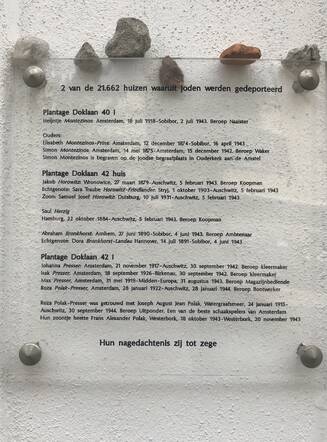 2 van de 21.662 huizen waaruit joden werden gedeporteerd
Plantage Doklaan 40 I
Heijntje Montezinos Amsterdam, 18 juli 1918-Sobibor, 2 juli 1943. Beroep Naaister
Ouders:
Elisabeth Montezinos-Prins Amsterdam, 12 december 1874-Sobibor, 16 april 1943
Simon Montezinos Amsterdam, 14 mei 1875-Amsterdam, 15 december 1942. Beroep Waker
Simon Montezinos is begraven op de Joodse begraafplaats in Ouderkerk aan de Amstel
Plantage Doklaan 42 huis
Jakob Horowitz Wronowice, 27 maart 1879-Auschwitz, 5 februari 1943. Beroep Koopman
Echtgenote: Sara Taube Horowitz-Friedländer Stryj, 1 oktober 1903-Auschwitz, 5 februari 1943
Zoon: Samuel Josef Horowitz Duisburg, 10 juli 1931-Auschwitz, 5 februari 1943
Saul Herzig
Hamburg, 22 oktober 1884-Auschwitz, 5 februari 1943. Beroep Koopman
Abraham Bronkhorst Arnhem, 27 juni 1890-Sobibor, 4 juni 1943. Beroep Ambtenaar
Echtgenoot: Dora Bronkhorst-Landau Hannover, 14 juli 1891-Sobibor, 4 juni 1943
Plantage Doklaan 42 I
Johanna Presser Amsterdam, 21 november 1917-Auschwitz, 30 september 1942. Beroep kleermaker
Isak Presser, Amsterdam, 18 september 1926-Birkenau, 30 september 1942. Beroep kleermaker
Max Presser, Amsterdam, 31 mei 1919-Midden-Europa, 31 augustus 1943. Beroep Magazijnbediende
Roza Polak-Presser, Amsterdam, 28 januari 1922-Auschwitz, 28 januari 1944. Beroep Bontwerker
Roza Polak-Presser was getrouwd met Joseph August Jean Polak, Watergraafsmeer, 24 januari 1915-
Auschwitz, 30 september 1944. Beroep Uitponder. Een van de beste schaakspelers van Amsterdam
Hun zoontje heette Frans Alexander Polak, Westerbork, 18 oktober 1943-Westerbork, 20 november 1943
Hun nagedachtenis zij tot zege